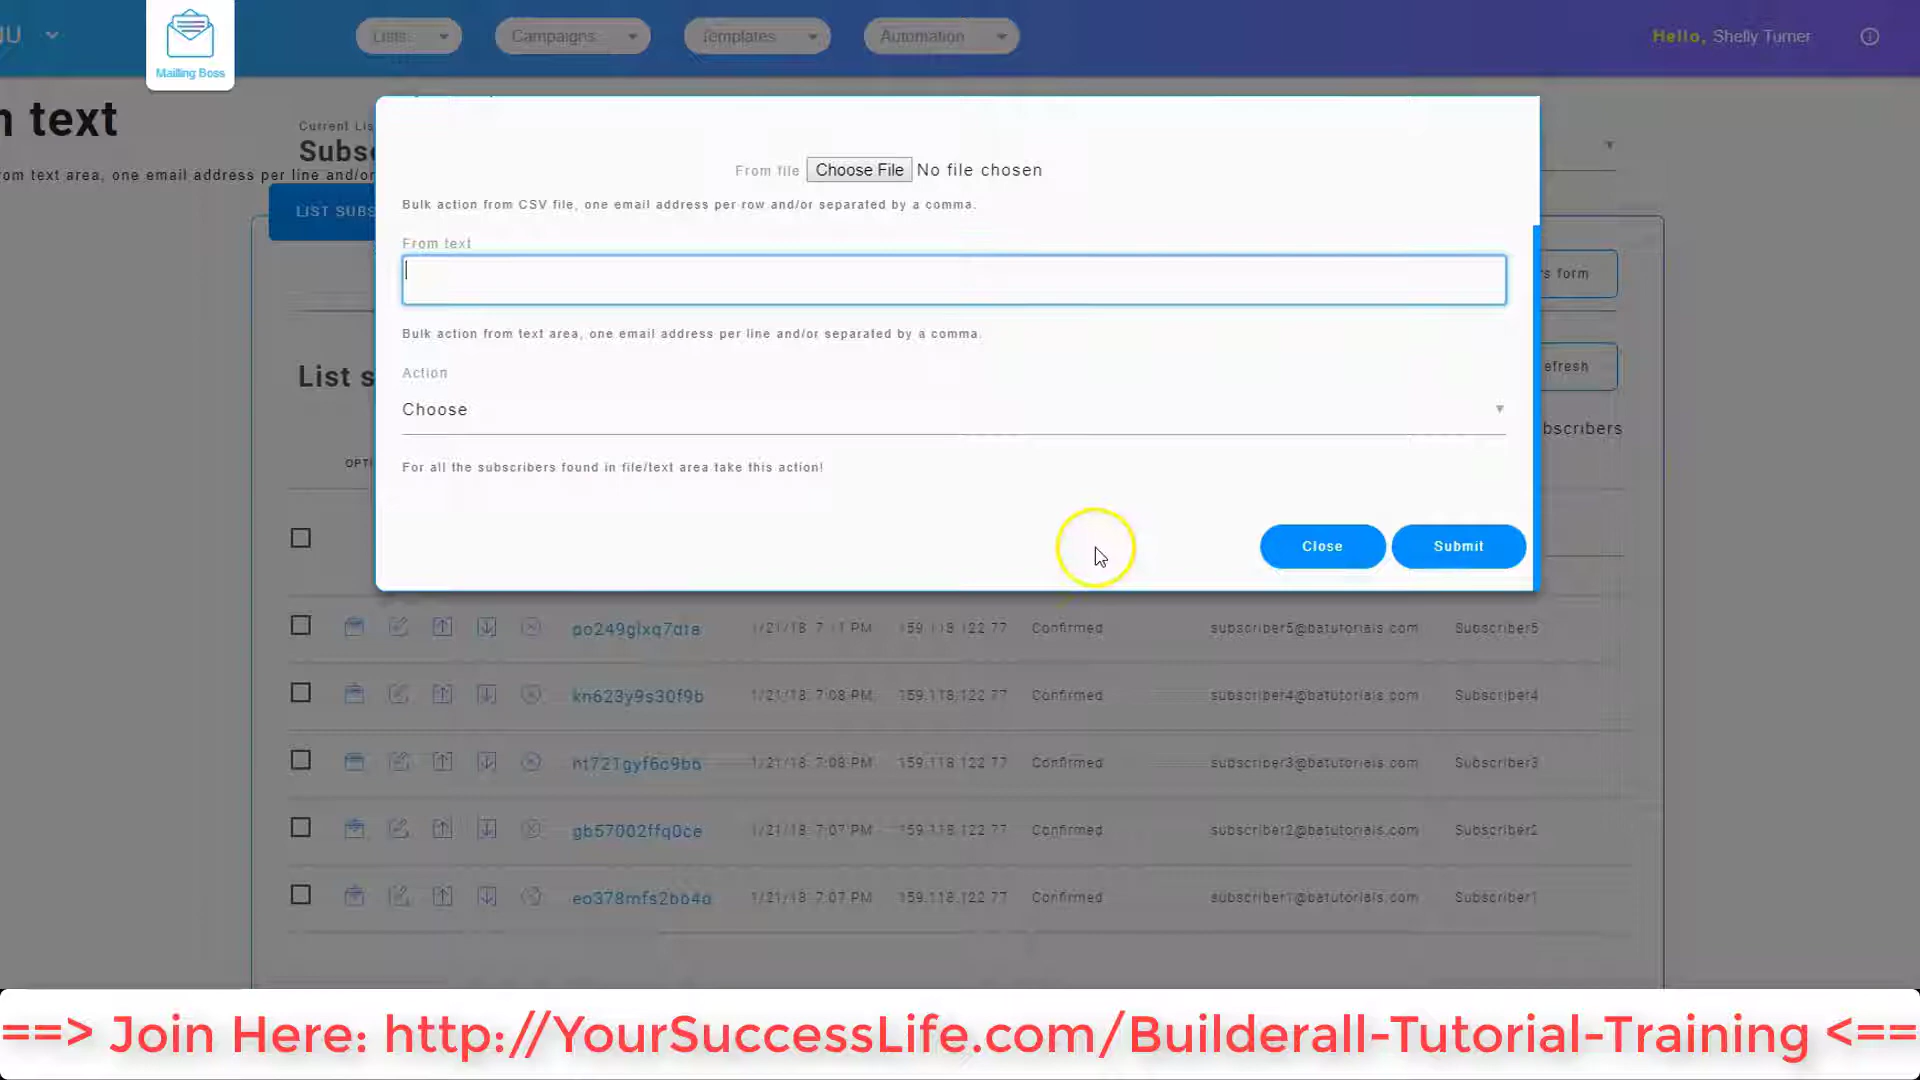 Mailing Boss
Lists
Campaigns
Templates
Automation
Hello, Shelly Turner
n text
Current Lis
Subs
om text area, one email address per line and/or
LIST SUBS
From file Choose File No file chosen
Bulk action from CSV file, one email address per row and/or separated by a comma.
From text
Bulk action from text area, one email address per line and/or separated by a comma.
Action
Choose
For all the subscribers found in file/text area take this action!
Close
Submit
s form
List s
efresh
bscribers
OPTI
1/21/18, 7:11 PM 159.118.122.77 Confirmed subscriber5@batutorials.com Subscriber5
kn623y9s30f9b 1/21/18, 7:08 PM 159.118.122.77 Confirmed subscriber4@batutorials.com Subscriber4
1/21/18, 7:08 PM 159.118.122.77 Confirmed subscriber3@batutorials.com Subscriber3
gb57002ffq0ce 1/21/18, 7:07 PM 159.118.122.77 Confirmed subscriber2@batutorials.com Subscriber2
1/21/18, 7:07 PM 159.118.122.77 Confirmed subscriber1@batutorials.com Subscriber1
==> Join Here: http://YourSuccessLife.com/Builderall-Tutorial-Training <==